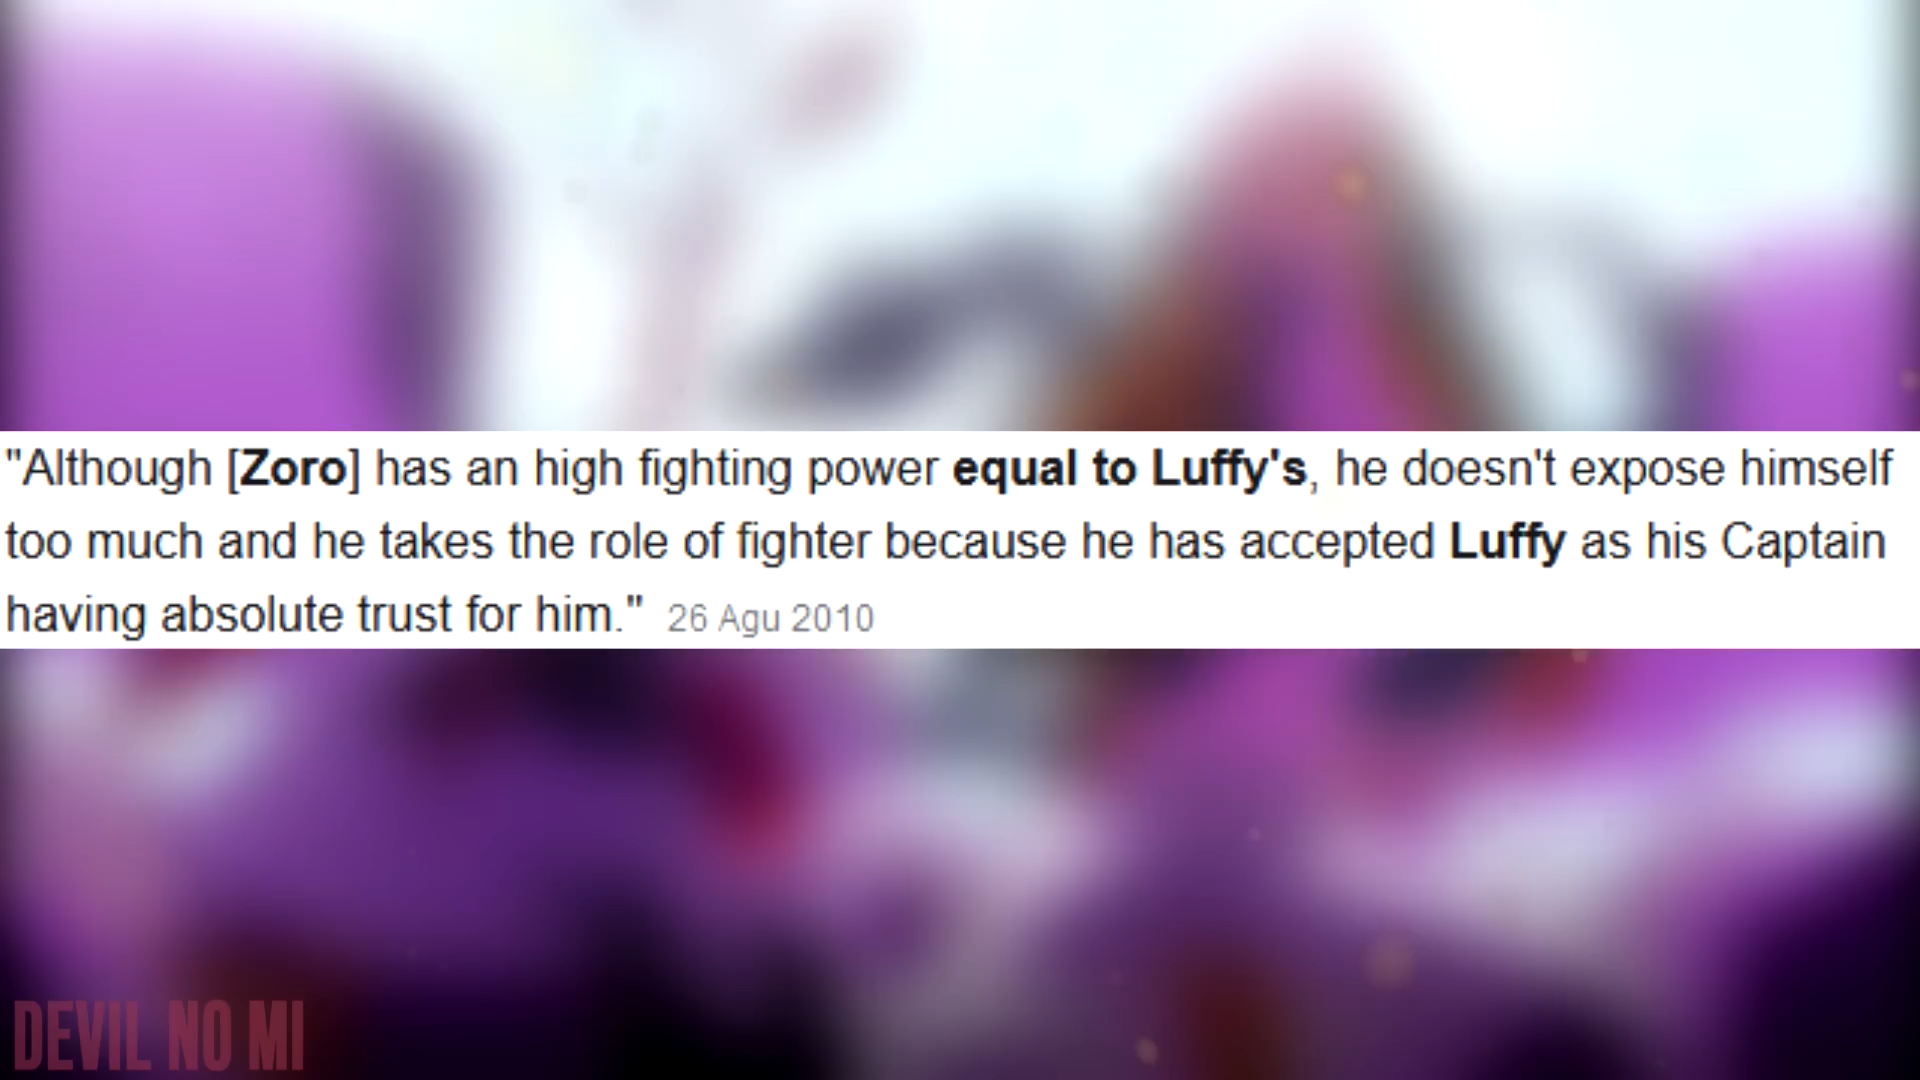 "Although [Zoro] has an high fighting power equal to Luffy's, he doesn't expose himself
too much and he takes the role of fighter because he has accepted Luffy as his Captain
having absolute trust for him." 26 Agu 2010
DEVIL NO MI